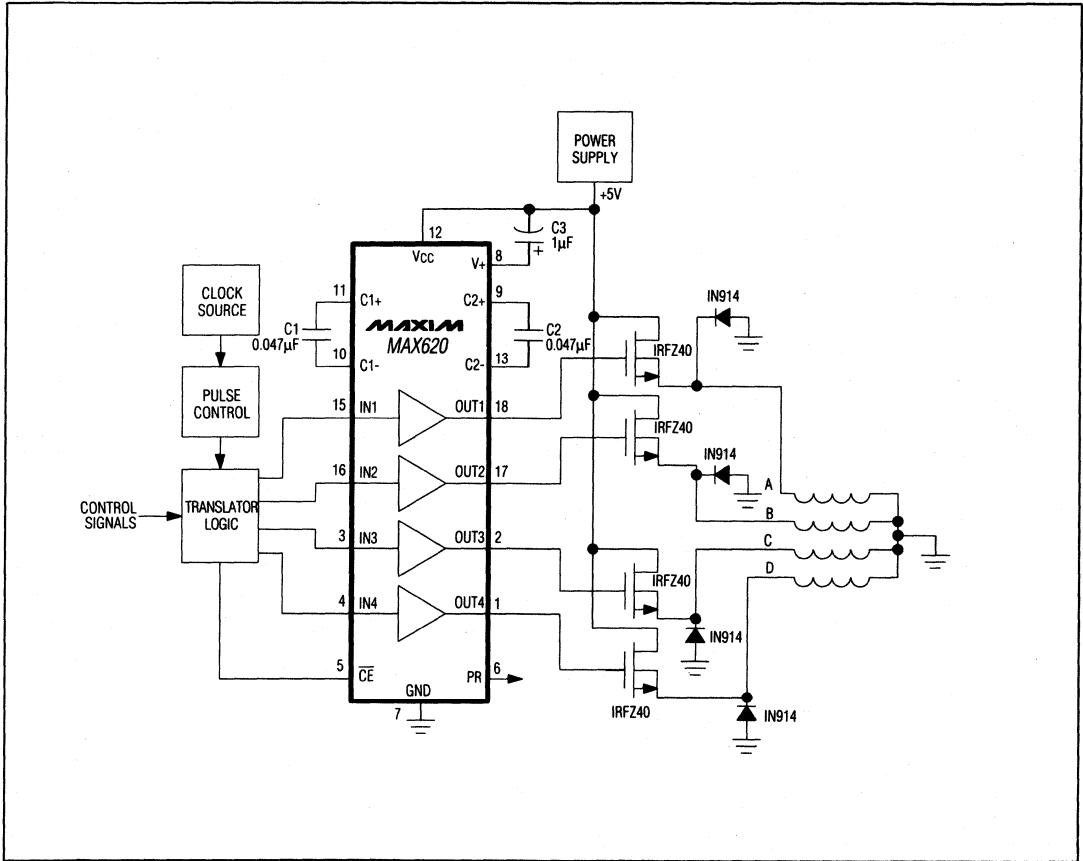 POWER
SUPPLY
+5V
12
VCC
C3
1µF
+
8
V+
CLOCK
SOURCE
11
C1+
9
C2+
MAXIM
MAX620
C1
0.047µF
C2
0.047µF
10
C1-
13
C2-
IN914
IRFZ40
PULSE
CONTROL
15
IN1
OUT1
18
IRFZ40
IN914
16
IN2
OUT2
17
A
B
CONTROL
SIGNALS
TRANSLATOR
LOGIC
3
IN3
OUT3
2
C
D
IRFZ40
4
IN4
OUT4
1
IN914
5
CE
PR
6
GND
7
IRFZ40
IN914